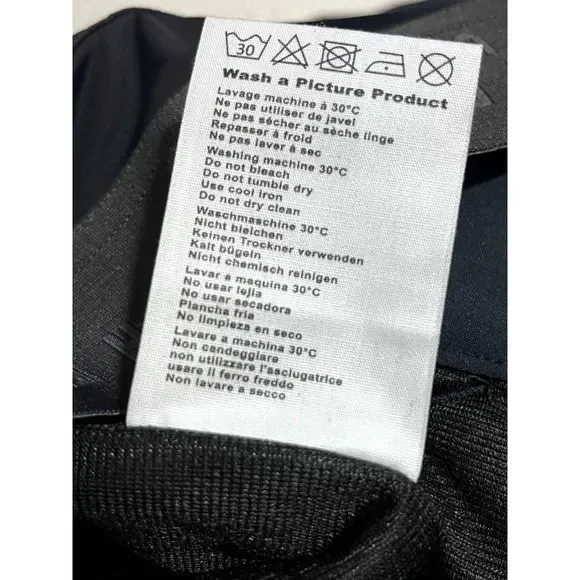 30
Wash a Picture Product
Lavage machine à 30°C
Ne pas utiliser de javel
Ne pas sécher au sèche linge
Repasser à froid
Ne pas laver à sec
Washing machine 30°C
Do not bleach
Do not tumble dry
Use cool iron
Do not dry clean
Waschmaschine 30°C
Nicht bleichen
Keinen Trockner verwenden
Kalt bügeln
Nicht chemisch reinigen
Lavar a maquina 30°C
No usar lejia
No usar secadora
Plancha fria
No limpieza en seco
Lavare a machina 30°C
Non candeggiare
non utilizzare l'asciugatrice
usare il ferro freddo
Non lavare a secco